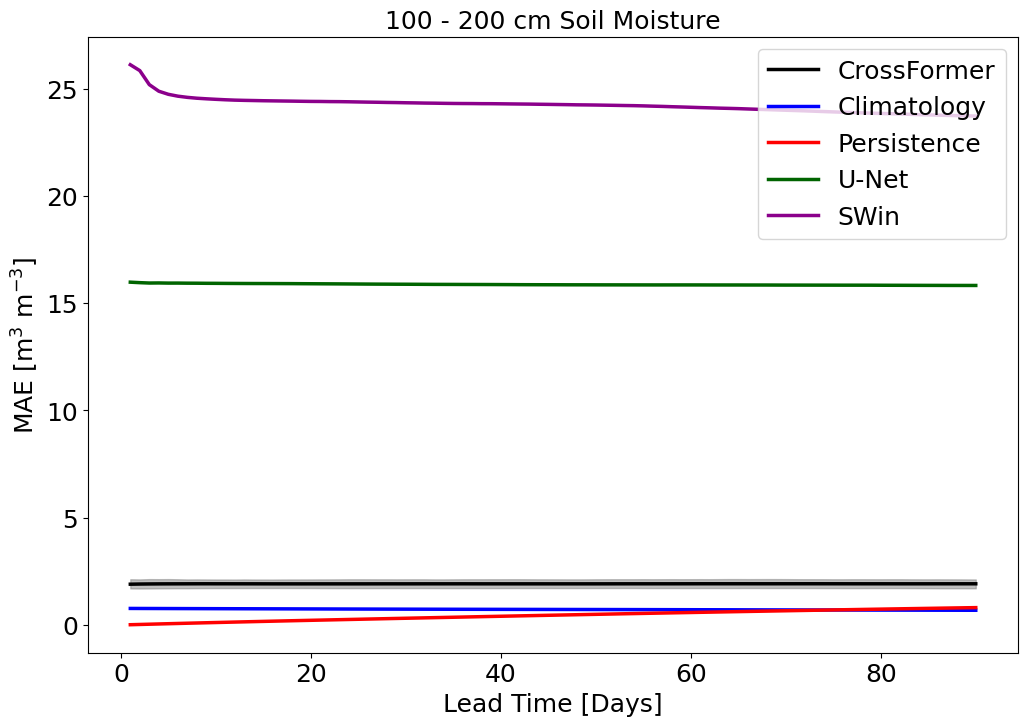 100 - 200 cm Soil Moisture
MAE [m³ m⁻³]
25
20
15
10
5
0
0 20 40 60 80
Lead Time [Days]
CrossFormer
Climatology
Persistence
U-Net
SWin